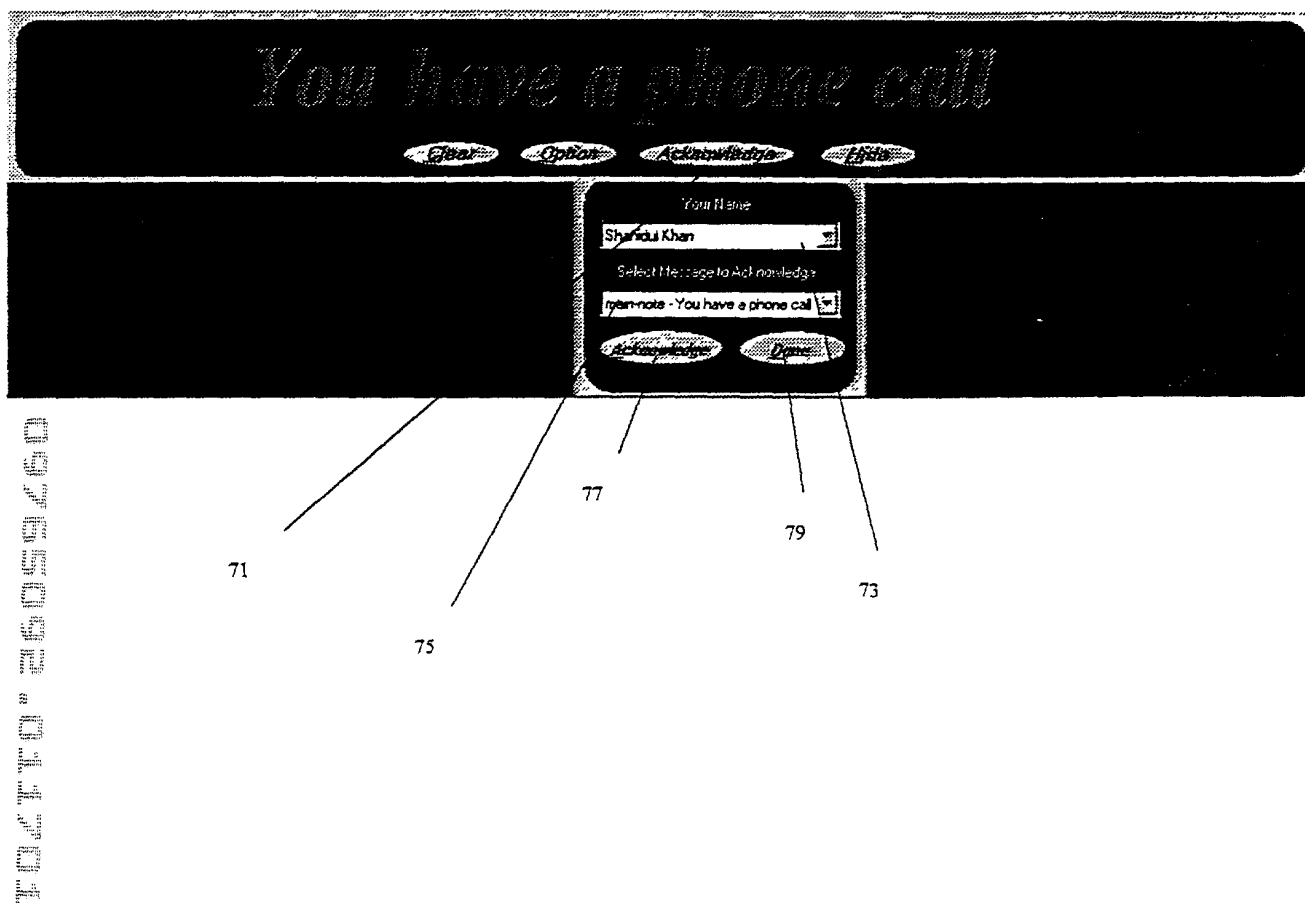 You have a phone call
Clear Option Acknowledge Hide
Your Name
Shahidul Khan
Select Message to Acknowledge
main-note - You have a phone call
Acknowledge Done
77
79
71
73
75